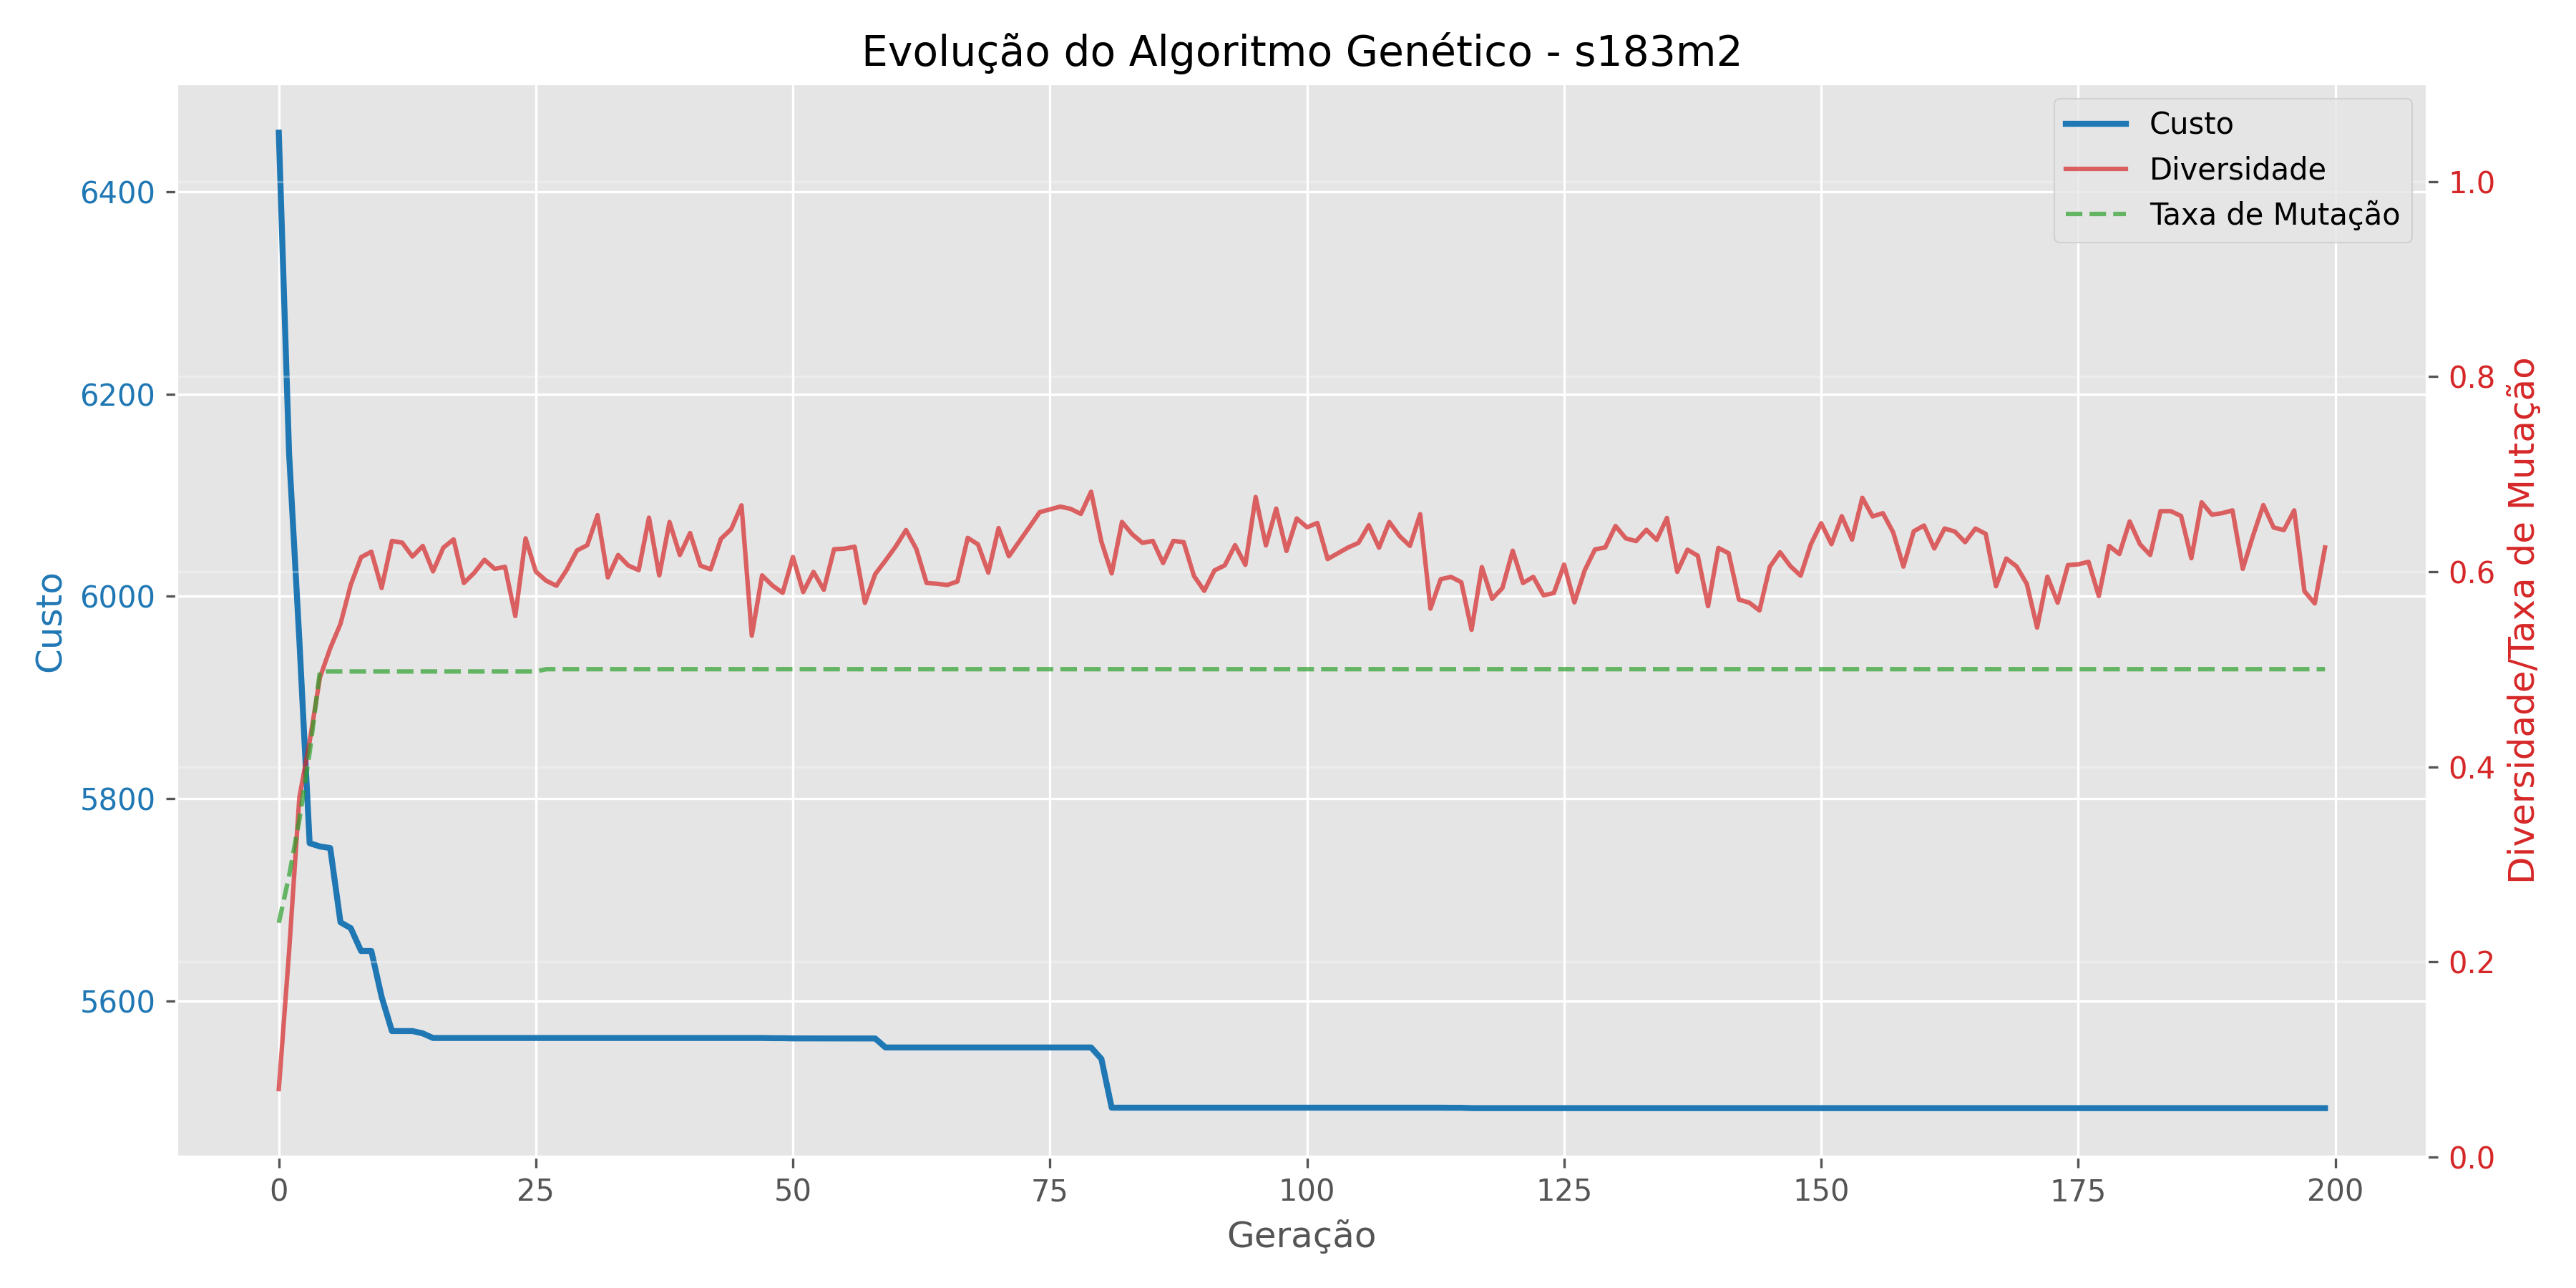 Evolução do Algoritmo Genético - s183m2
Custo
Diversidade
Taxa de Mutação
6400
6200
6000
5800
5600
Custo
1.0
0.8
0.6
0.4
0.2
0.0
Diversidade/Taxa de Mutação
0 25 50 75 100 125 150 175 200
Geração